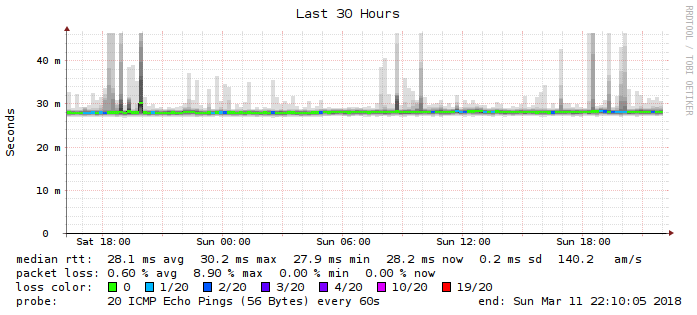 Last 30 Hours
RRDTOOL / TOBI OETIKER
Seconds
40 m
30 m
20 m
10 m
0
Sat 18:00 Sun 00:00 Sun 06:00 Sun 12:00 Sun 18:00
median rtt: 28.1 ms avg 30.2 ms max 27.9 ms min 28.2 ms now 0.2 ms sd 140.2 am/s
packet loss: 0.60 % avg 8.90 % max 0.00 % min 0.00 % now
loss color: 0 1/20 2/20 3/20 4/20 10/20 19/20
probe: 20 ICMP Echo Pings (56 Bytes) every 60s end: Sun Mar 11 22:10:05 2018